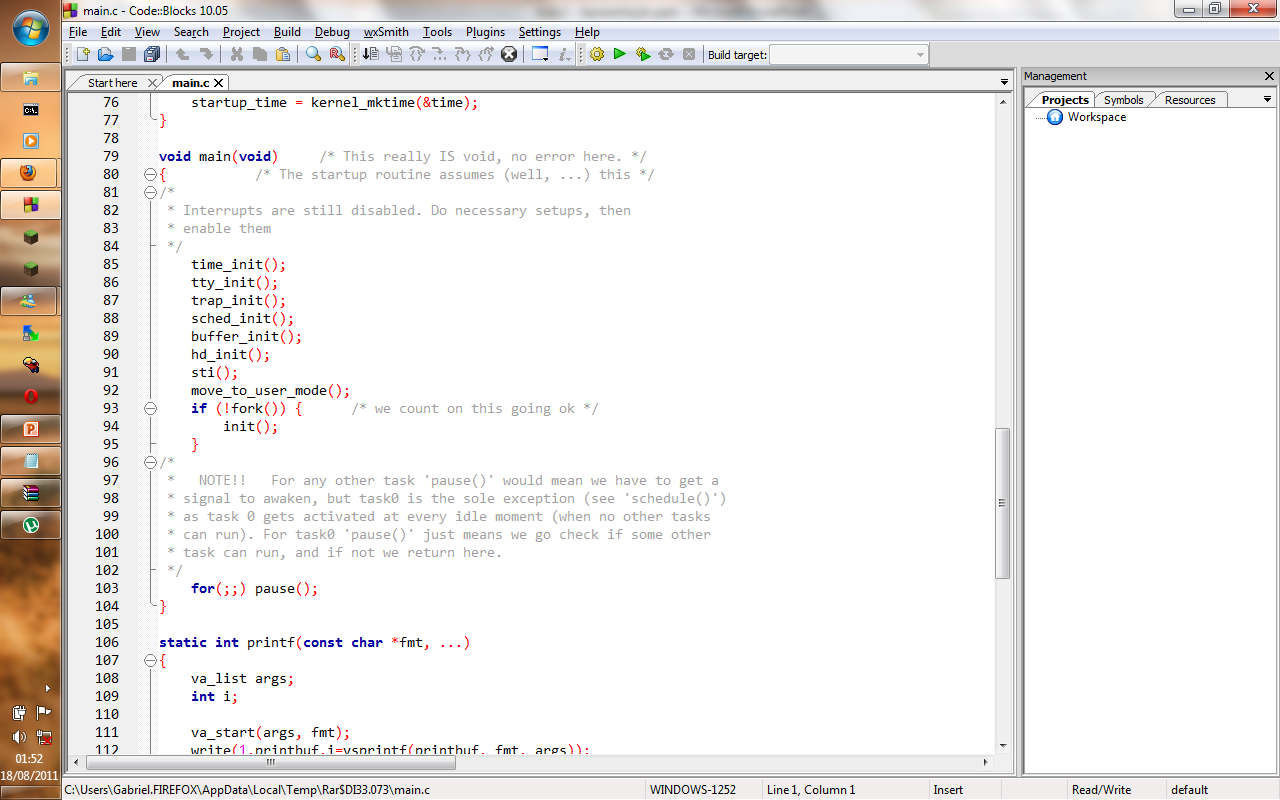 main.c - Code::Blocks 10.05
File Edit View Search Project Build Debug wxSmith Tools Plugins Settings Help
Build target:
Start here main.c
76 startup_time = kernel_mktime(&time);
77 }
78
79 void main(void) /* This really IS void, no error here. */
80 { /* The startup routine assumes (well, ...) this */
81 /*
82 * Interrupts are still disabled. Do necessary setups, then
83 * enable them
84 */
85 time_init();
86 tty_init();
87 trap_init();
88 sched_init();
89 buffer_init();
90 hd_init();
91 sti();
92 move_to_user_mode();
93 if (!fork()) { /* we count on this going ok */
94 init();
95 }
96 /*
97 * NOTE!! For any other task 'pause()' would mean we have to get a
98 * signal to awaken, but task0 is the sole exception (see 'schedule()')
99 * as task 0 gets activated at every idle moment (when no other tasks
100 * can run). For task0 'pause()' just means we go check if some other
101 * task can run, and if not we return here.
102 */
103 for(;;) pause();
104 }
105
106 static int printf(const char *fmt, ...)
107 {
108 va_list args;
109 int i;
110
111 va_start(args, fmt);
112 write(1,printbuf,i=vsprintf(printbuf, fmt, args));
Management
Projects Symbols Resources
Workspace
01:52
18/08/2011
C:\Users\Gabriel.FIREFOX\AppData\Local\Temp\Rar$DI33.073\main.c WINDOWS-1252 Line 1, Column 1 Insert Read/Write default